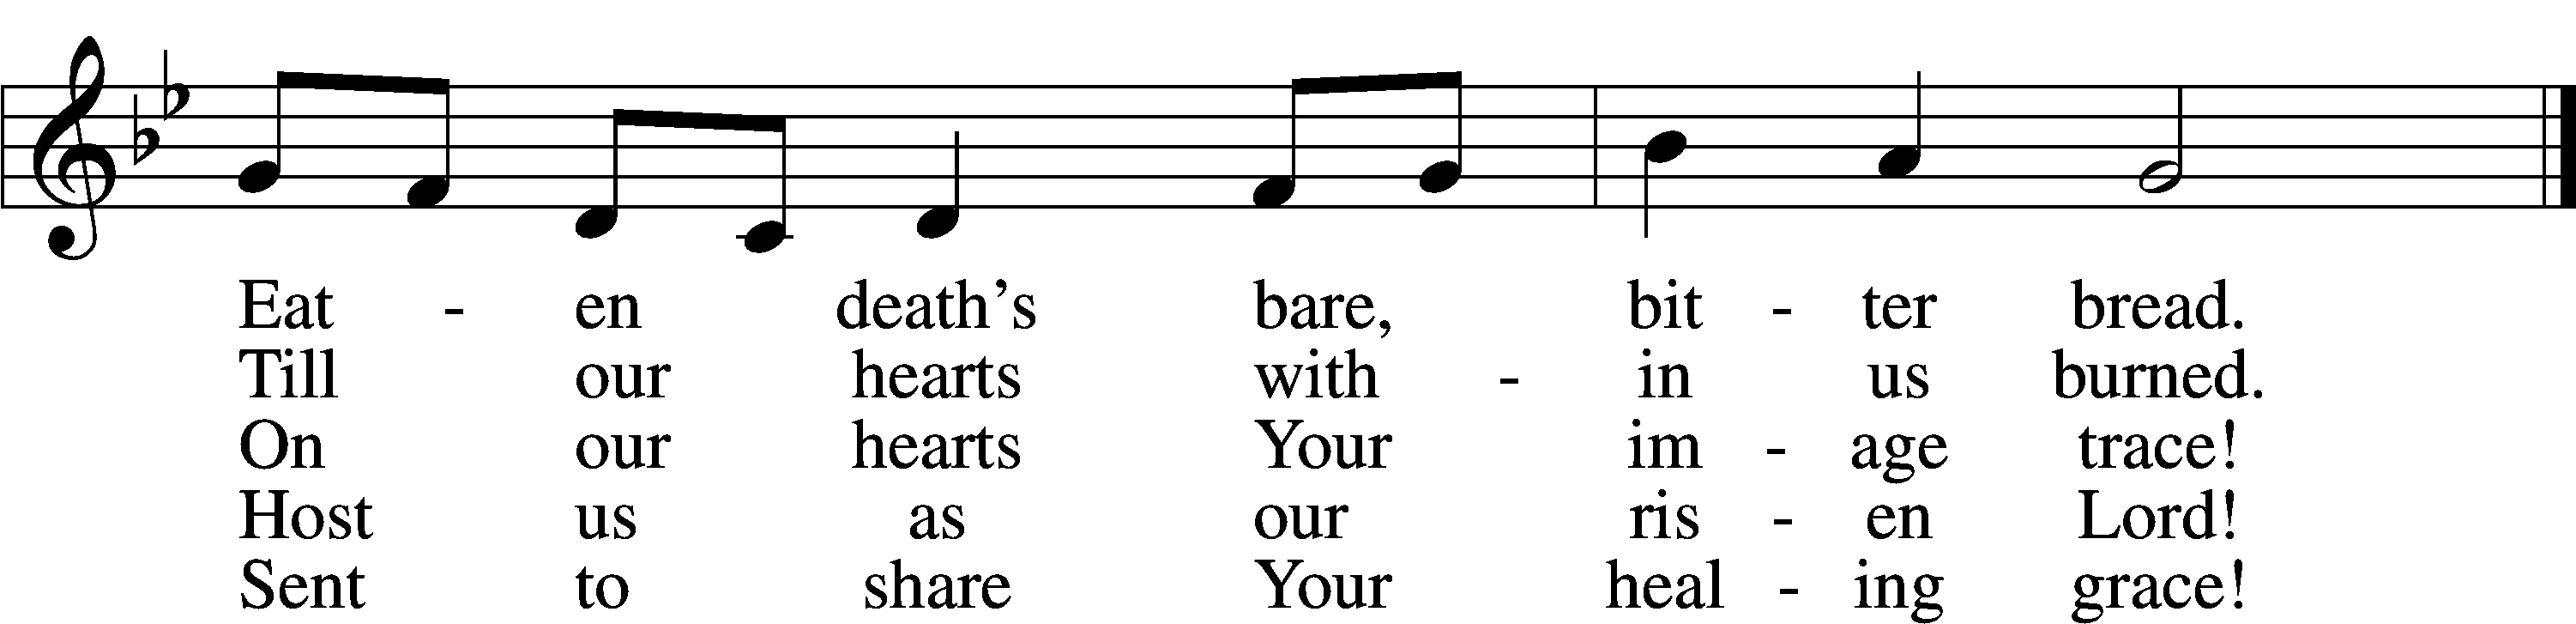 Eat - en death’s bare, bit - ter bread.
Till our hearts with - in us burned.
On our hearts Your im - age trace!
Host us as our ris - en Lord!
Sent to share Your heal - ing grace!